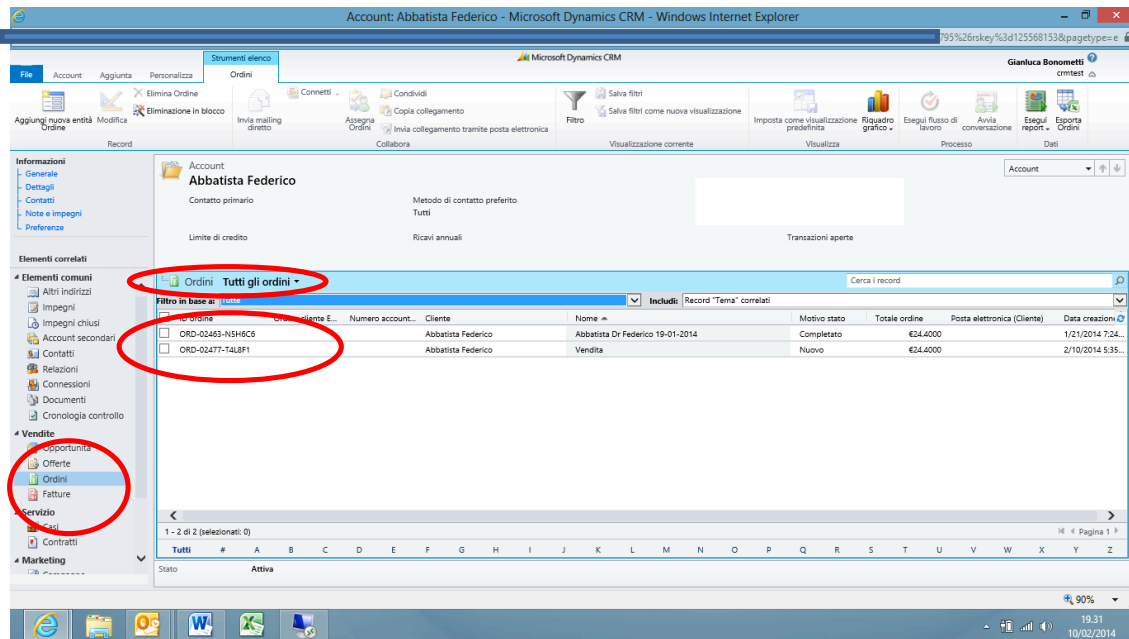 Account: Abbatista Federico - Microsoft Dynamics CRM - Windows Internet Explorer
795%26rskey%3d125568153&pagetype=e
Strumenti elenco
Microsoft Dynamics CRM
Gianluca Bonometti
crmtest
File Account Aggiunta Personalizza Ordini
Aggiungi nuova entità Ordine
Modifica
Elimina Ordine
Eliminazione in blocco
Invia mailing diretto
Connetti
Assegna Ordini
Condividi
Copia collegamento
Invia collegamento tramite posta elettronica
Filtro
Salva filtri
Salva filtri come nuova visualizzazione
Imposta come visualizzazione predefinita
Riquadro grafico
Esegui flusso di lavoro
Avvia conversazione
Esegui report
Esporta Ordini
Record Collabora Visualizzazione corrente Visualizza Processo Dati
Informazioni
Generale
Dettagli
Contatti
Note e impegni
Preferenze
Elementi correlati
Elementi comuni
Altri indirizzi
Impegni
Impegni chiusi
Account secondari
Contatti
Relazioni
Connessioni
Documenti
Cronologia controllo
Vendite
Opportunità
Offerte
Ordini
Fatture
Servizio
Casi
Contratti
Marketing
Campagne
Account
Abbatista Federico
Account
Contatto primario Metodo di contatto preferito
Tutti
Limite di credito Ricavi annuali Transazioni aperte
Ordini Tutti gli ordini
Cerca i record
Filtro in base a: Tutte Includi: Record "Tema" correlati
ID ordine cliente E... Numero account... Cliente Nome Motivo stato Totale ordine Posta elettronica (Cliente) Data creazione
ORD-02463-N5H6C6 Abbatista Federico Abbatista Dr Federico 19-01-2014 Completato €24.4000 1/21/2014 7:24...
ORD-02477-T4L8F1 Abbatista Federico Vendita Nuovo €24.4000 2/10/2014 5:35...
1 - 2 di 2 (selezionati: 0) Pagina 1
Tutti # A B C D E F G H I J K L M N O P Q R S T U V W X Y Z
Stato Attiva
90%
19.31
10/02/2014